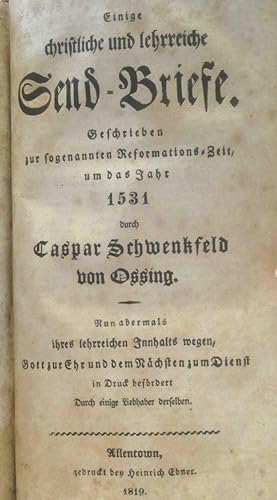 Einige
christliche und lehrreiche
Send-Briefe.
Geschrieben
zur sogenannten Reformations-Zeit,
um das Jahr
1531
durch
Caspar Schwenkfeld
von Ossing.
Nun abermals
ihres lehrreichen Innhalts wegen,
Gott zur Ehr und dem Nächsten zum Dienst
in Druck befördert
Durch einige Liebhaber derselben.
Allentown,
gedruckt bey Heinrich Ebner.
1819.